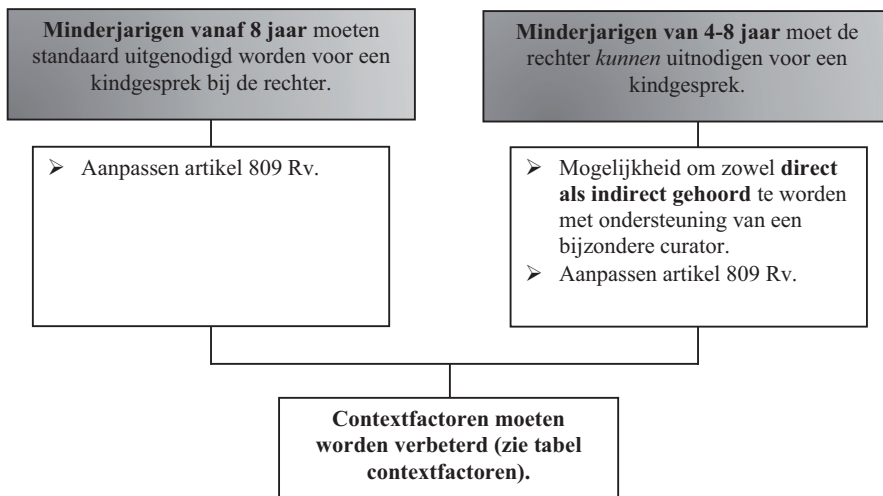 Minderjarigen vanaf 8 jaar moeten
standaard uitgenodigd worden voor een
kindgesprek bij de rechter.
Minderjarigen van 4-8 jaar moet de
rechter kunnen uitnodigen voor een
kindgesprek.
➢ Aanpassen artikel 809 Rv.
➢ Mogelijkheid om zowel direct
als indirect gehoord te worden
met ondersteuning van een
bijzondere curator.
➢ Aanpassen artikel 809 Rv.
Contextfactoren moeten
worden verbeterd (zie tabel
contextfactoren).